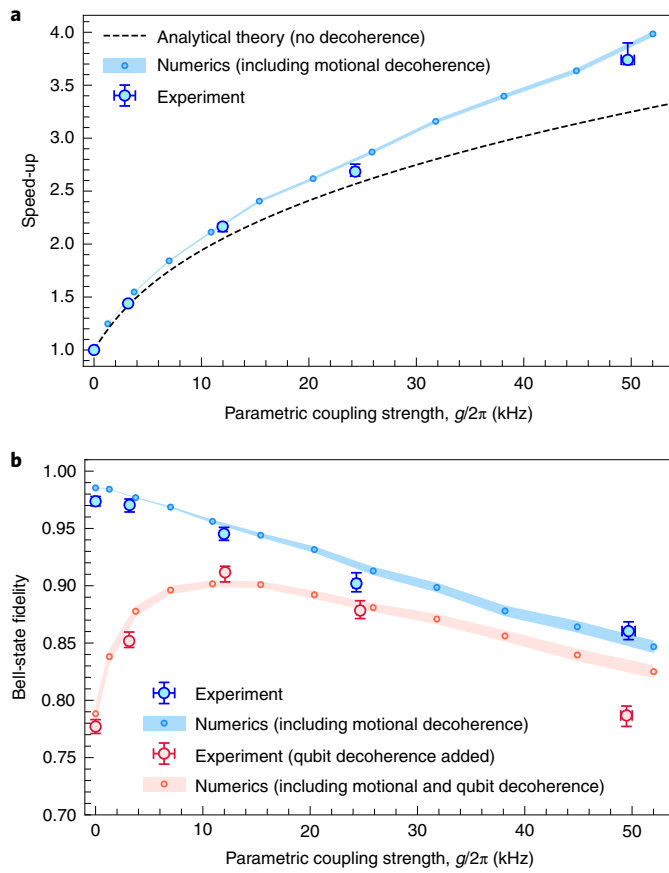 a
4.0
3.5
3.0
2.5
2.0
1.5
1.0
Speed-up
Analytical theory (no decoherence)
Numerics (including motional decoherence)
Experiment
0 10 20 30 40 50
Parametric coupling strength, g/2π (kHz)
b
1.00
0.95
0.90
0.85
0.80
0.75
0.70
Bell-state fidelity
Experiment
Numerics (including motional decoherence)
Experiment (qubit decoherence added)
Numerics (including motional and qubit decoherence)
0 10 20 30 40 50
Parametric coupling strength, g/2π (kHz)